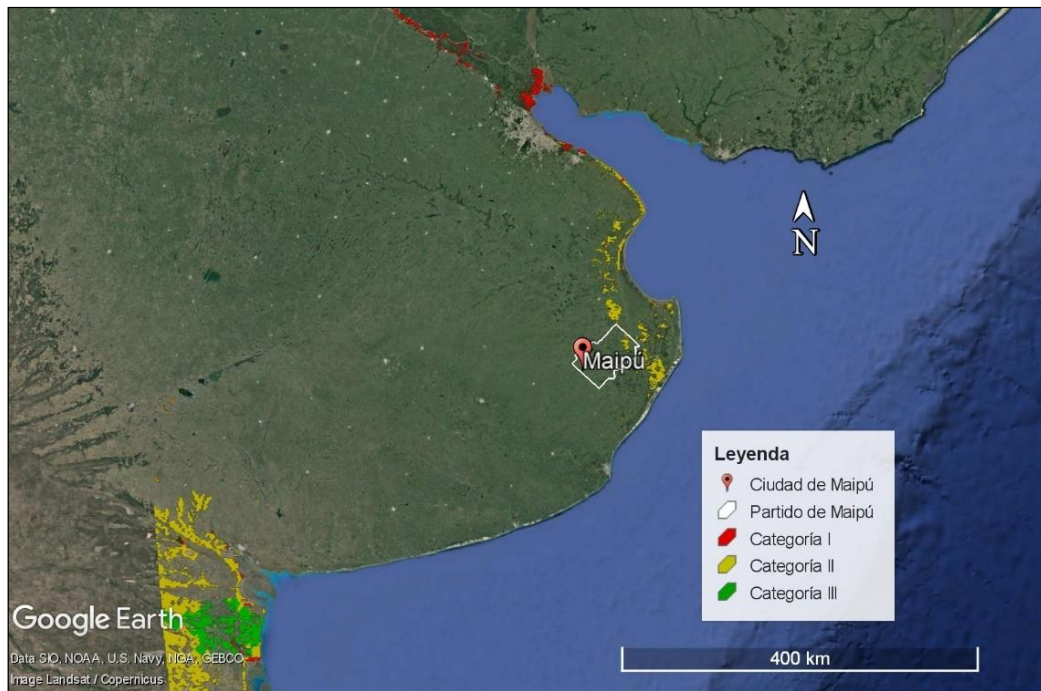 N
Maipú
Leyenda
Ciudad de Maipú
Partido de Maipú
Categoría I
Categoría II
Categoría III
Google Earth
Data SIO, NOAA, U.S. Navy, NGA, GEBCO
Image Landsat / Copernicus
400 km